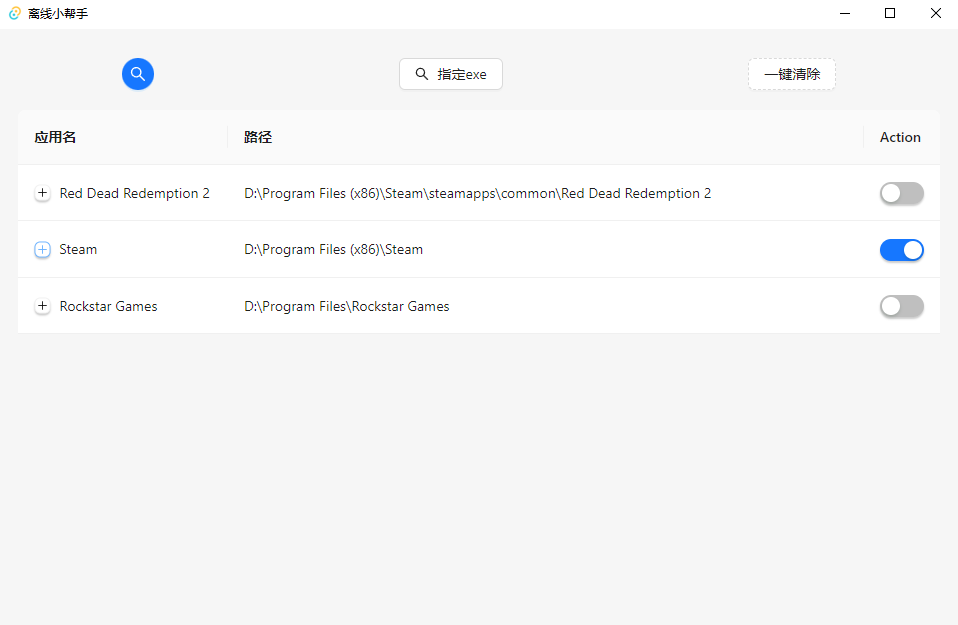 离线小帮手
指定exe
一键清除
应用名 路径 Action
Red Dead Redemption 2 D:\Program Files (x86)\Steam\steamapps\common\Red Dead Redemption 2
Steam D:\Program Files (x86)\Steam
Rockstar Games D:\Program Files\Rockstar Games